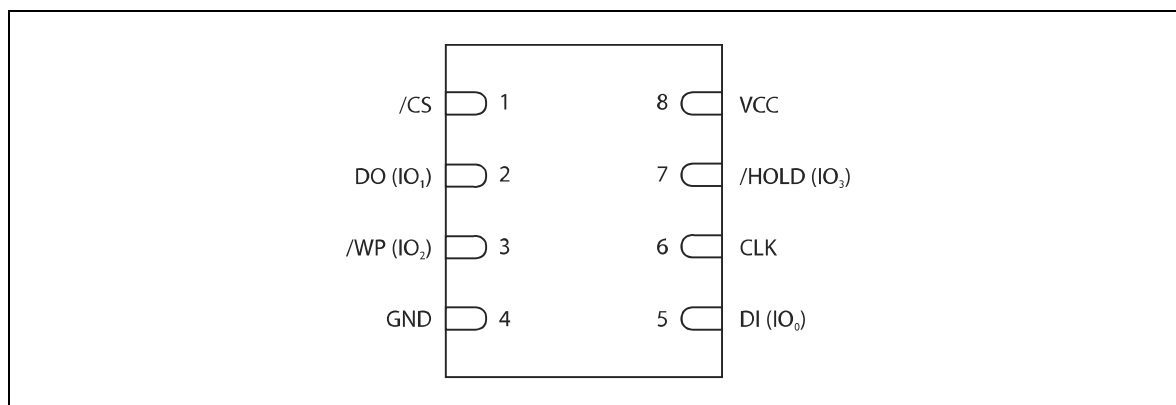 /CS 1 8 VCC
DO (IO₁) 2 7 /HOLD (IO₃)
/WP (IO₂) 3 6 CLK
GND 4 5 DI (IO₀)